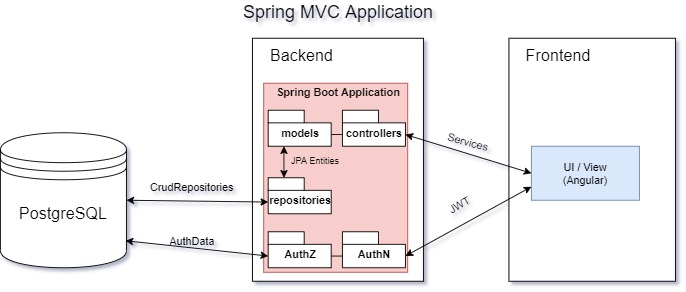 Spring MVC Application
Backend
Frontend
Spring Boot Application
models
controllers
Services
JPA Entities
UI / View
(Angular)
CrudRepositories
repositories
JWT
PostgreSQL
AuthData
AuthZ
AuthN